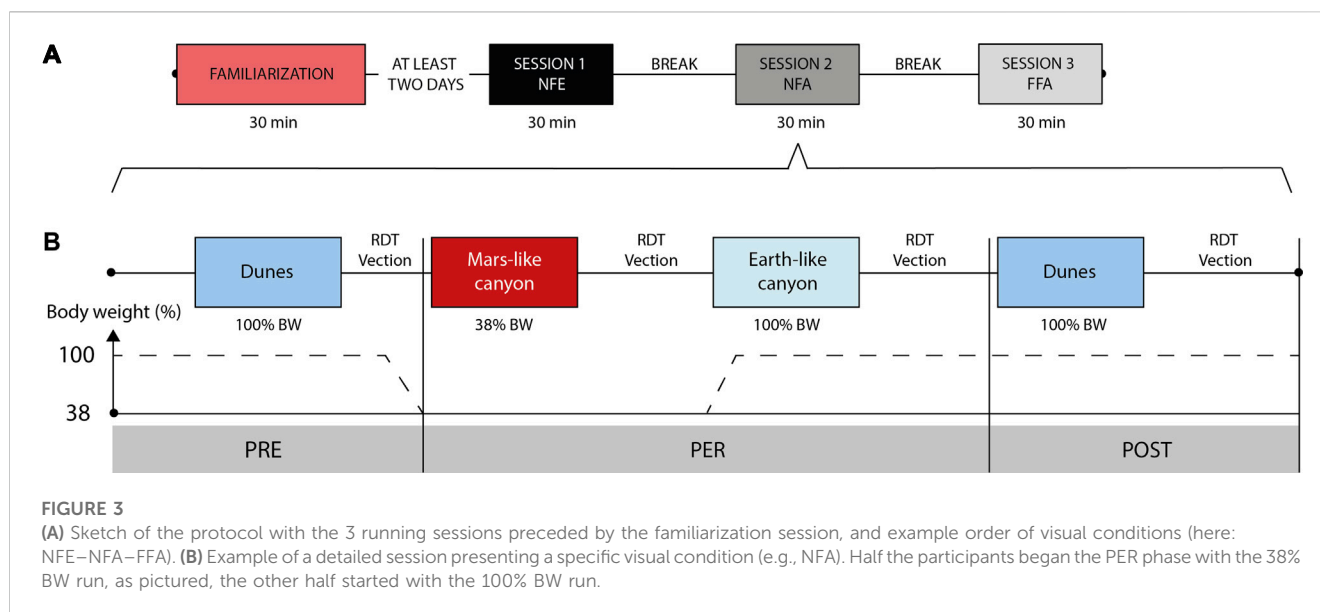 A
FAMILIARIZATION
30 min
AT LEAST
TWO DAYS
SESSION 1
NFE
30 min
BREAK
SESSION 2
NFA
30 min
BREAK
SESSION 3
FFA
30 min
B
Dunes
100% BW
RDT
Vection
Mars-like
canyon
38% BW
RDT
Vection
Earth-like
canyon
100% BW
RDT
Vection
Dunes
100% BW
RDT
Vection
Body weight (%)
100
38
PRE
PER
POST
FIGURE 3
(A) Sketch of the protocol with the 3 running sessions preceded by the familiarization session, and example order of visual conditions (here:
NFE–NFA–FFA). (B) Example of a detailed session presenting a specific visual condition (e.g., NFA). Half the participants began the PER phase with the 38%
BW run, as pictured, the other half started with the 100% BW run.